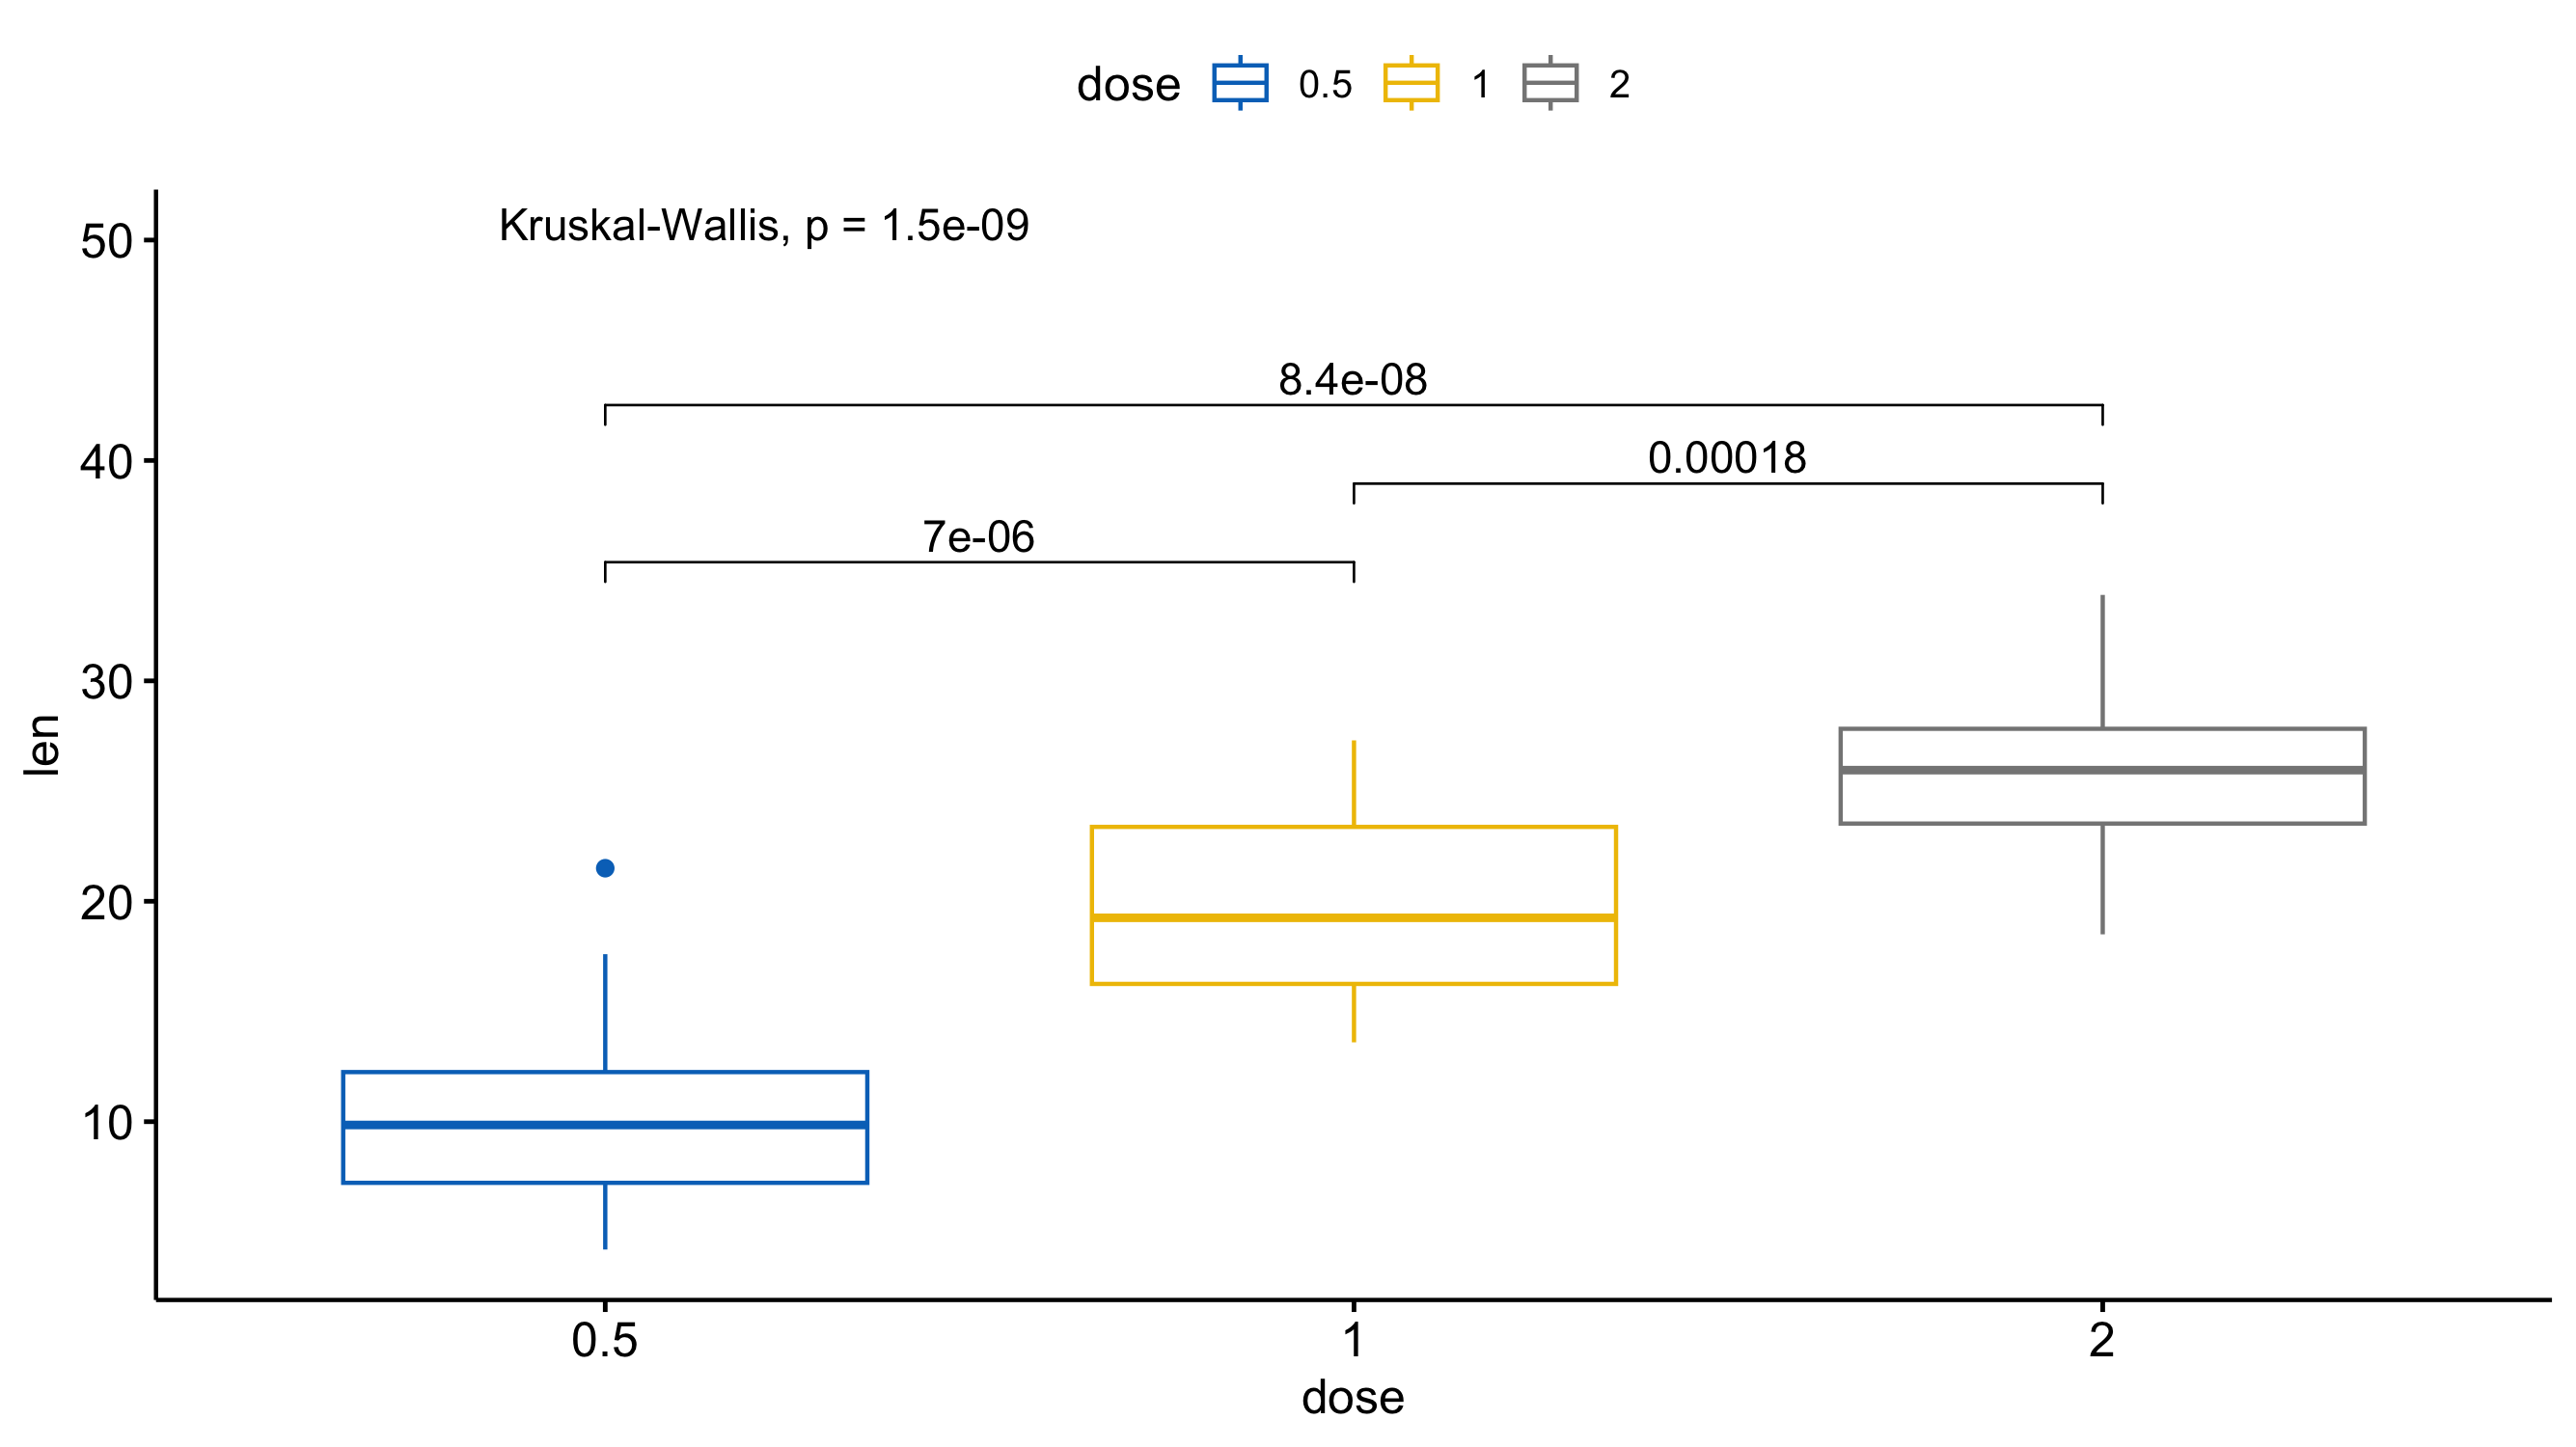 dose 0.5 1 2
Kruskal-Wallis, p = 1.5e-09
50
8.4e-08
40
0.00018
7e-06
30
len
20
10
0.5 1 2
dose